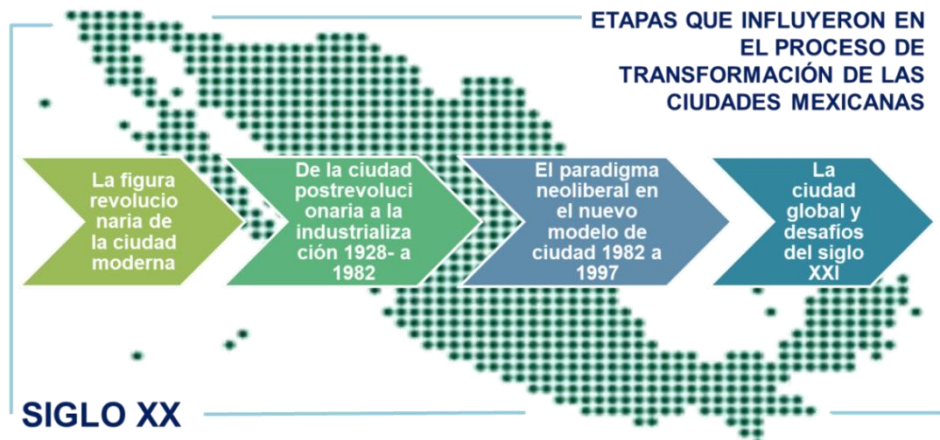 ETAPAS QUE INFLUYERON EN
EL PROCESO DE
TRANSFORMACIÓN DE LAS
CIUDADES MEXICANAS
La figura
revolucio
naria de
la ciudad
moderna
De la ciudad
postrevoluci
onaria a la
industrializa
ción 1928- a
1982
El paradigma
neoliberal en
el nuevo
modelo de
ciudad 1982 a
1997
La
ciudad
global y
desafíos
del siglo
XXI
SIGLO XX